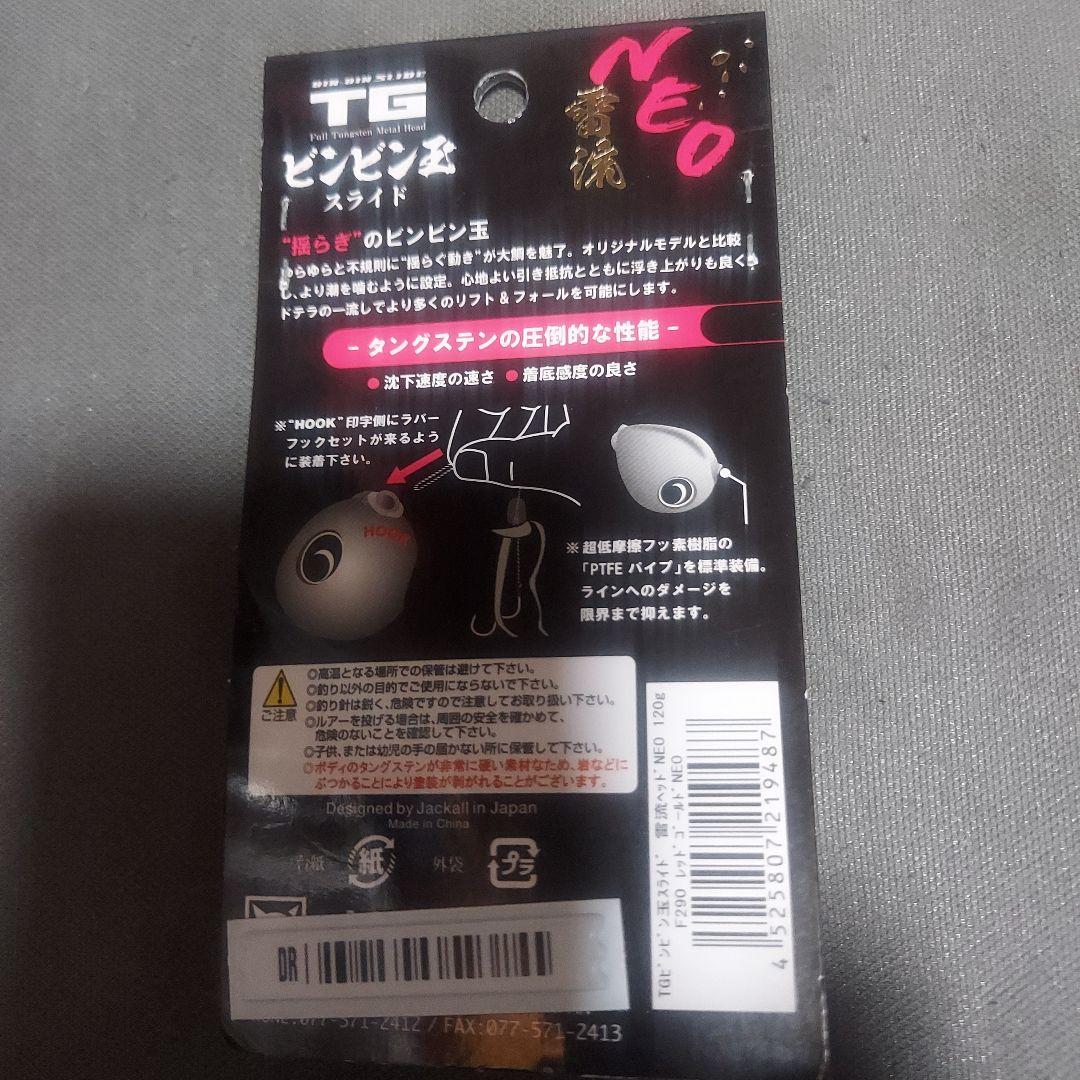 BIN-BIN SLIDE
TG
Full Tungsten Metal Head
ビンビン玉
スライド
NEO
雷流
"揺らぎ"のビンビン玉
ゆらゆらと不規則に"揺らぐ動き"が大鯛を魅了。オリジナルモデルと比較
し、より潮を噛むように設定。心地よい引き抵抗とともに浮き上がりも良く、
ドテラの一流しでより多くのリフト&フォールを可能にします。
- タングステンの圧倒的な性能 -
●沈下速度の速さ ●着底感度の良さ
※"HOOK"印字側にラバー
フックセットが来るよう
に装着下さい。
HOOK
※超低摩擦フッ素樹脂の
「PTFE パイプ」を標準装備。
ラインへのダメージを
限界まで抑えます。
ご注意
◎高温となる場所での保管は避けて下さい。
◎釣り以外の目的でご使用にならないで下さい。
◎釣り針は鋭く、危険ですので注意してお取り扱い下さい。
◎ルアーを投げる場合は、周囲の安全を確かめて、
危険のないことを確認して下さい。
◎子供、または幼児の手の届かない所に保管して下さい。
◎ボディのタングステンが非常に硬い素材なため、岩などに
ぶつかることにより塗装が剥がれることがございます。
Designed by Jackall in Japan
Made in China
台紙 紙 外袋 プラ
DR
077-571-2412 / FAX:077-571-2413
TGﾋﾞﾝﾋﾞﾝ玉ｽﾗｲﾄﾞ 雷流ﾍｯﾄﾞNEO 120g
F290 ﾚｯﾄﾞｺﾞｰﾙﾄﾞNEO
4 525807 219487